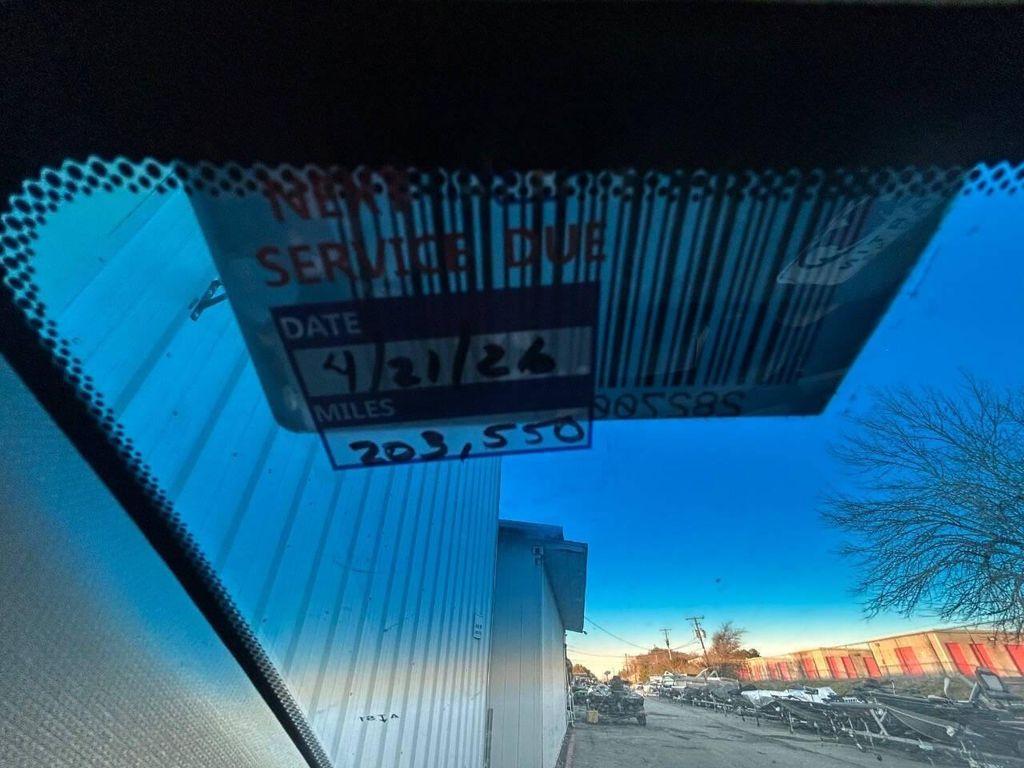 NEXT
SERVICE DUE
DATE
4/21/26
MILES
203,550